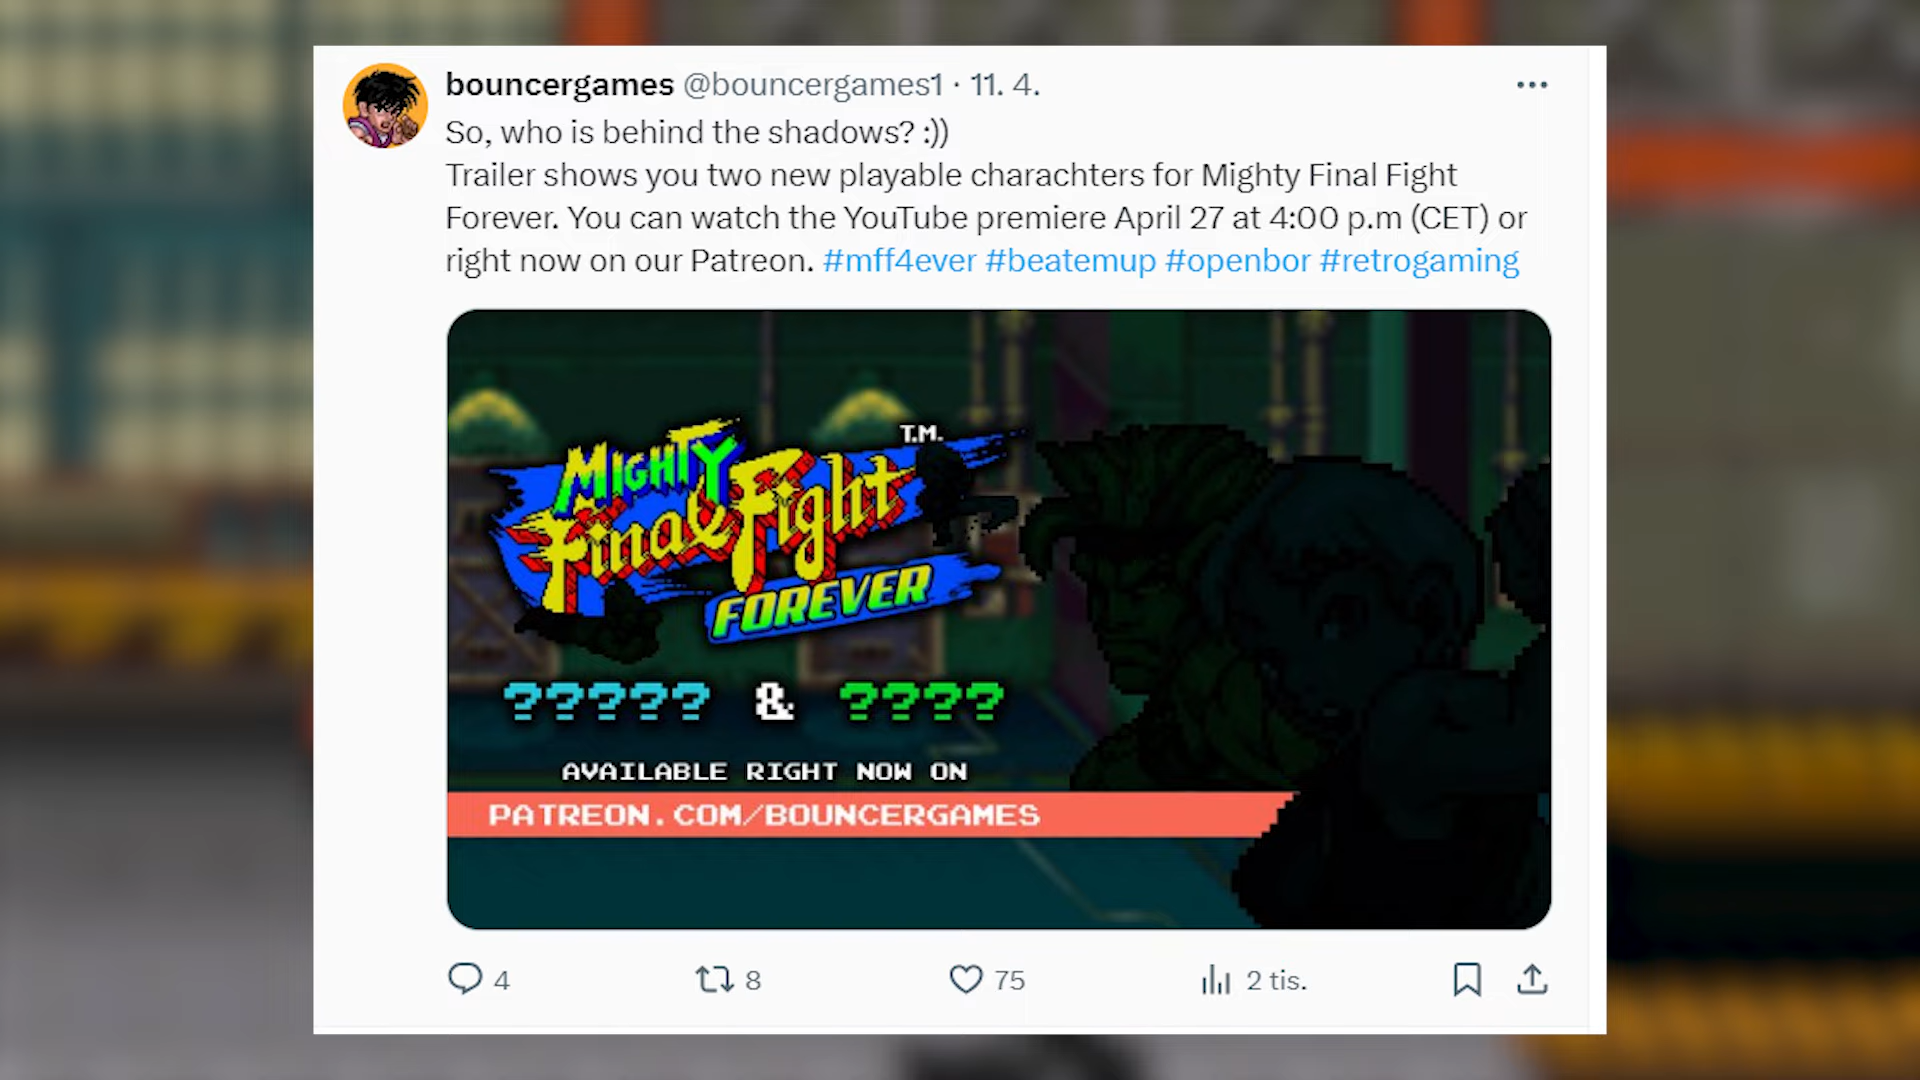 bouncergames @bouncergames1 · 11. 4.
So, who is behind the shadows? :))
Trailer shows you two new playable charachters for Mighty Final Fight
Forever. You can watch the YouTube premiere April 27 at 4:00 p.m (CET) or
right now on our Patreon. #mff4ever #beatemup #openbor #retrogaming
T.M.
MIGHTY
Final Fight
FOREVER
????? & ????
AVAILABLE RIGHT NOW ON
PATREON.COM/BOUNCERGAMES
4 8 75 2 tis.